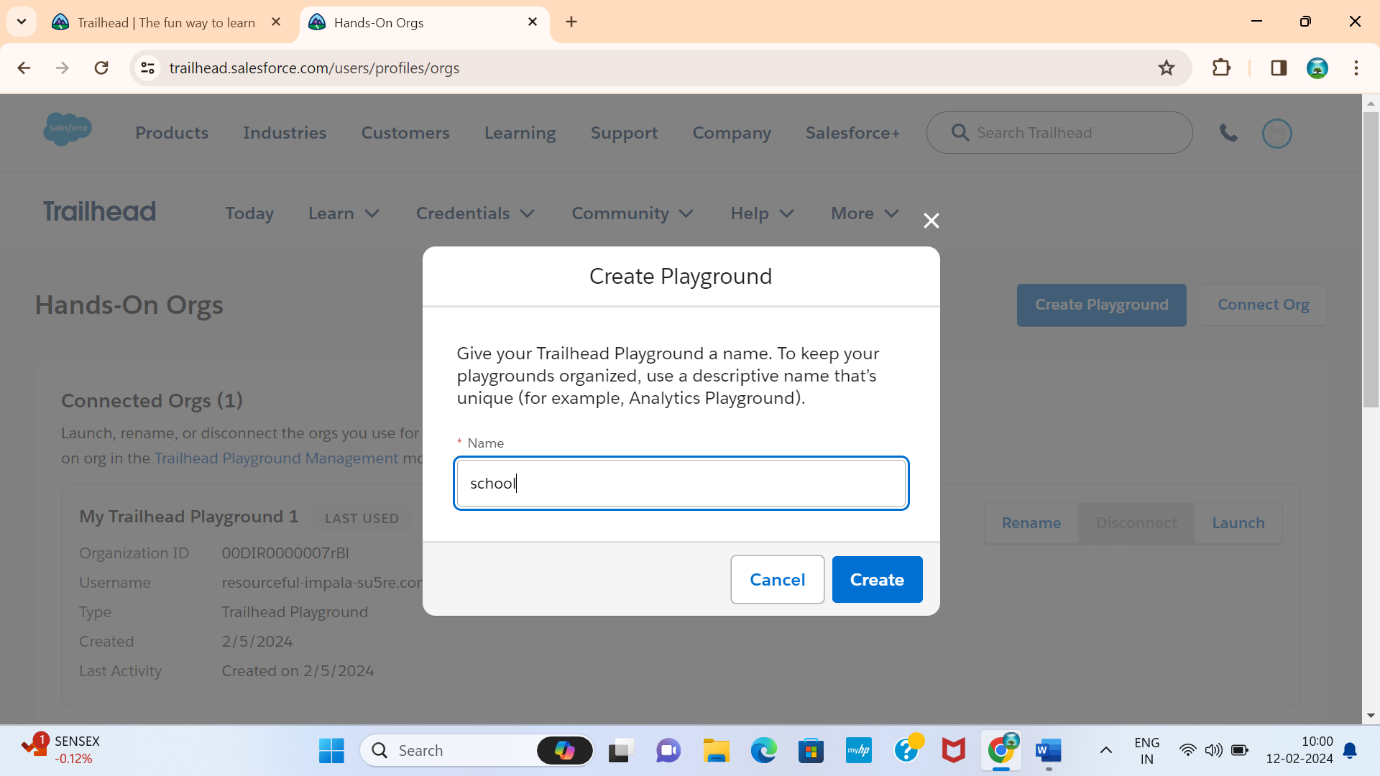 Trailhead | The fun way to learn
Hands-On Orgs
trailhead.salesforce.com/users/profiles/orgs
salesforce
Products Industries Customers Learning Support Company Salesforce+ Search Trailhead
Trailhead Today Learn Credentials Community Help More
Create Playground
Hands-On Orgs
Create Playground Connect Org
Give your Trailhead Playground a name. To keep your
playgrounds organized, use a descriptive name that's
unique (for example, Analytics Playground).
Connected Orgs (1)
Launch, rename, or disconnect the orgs you use for
* Name
on org in the Trailhead Playground Management
school
My Trailhead Playground 1 LAST USED
Rename Disconnect Launch
Organization ID 00DIR0000007rBI
Username resourceful-impala-su5re.co
Cancel Create
Type Trailhead Playground
Created 2/5/2024
Last Activity Created on 2/5/2024
1 SENSEX
-0.12%
Search
myhp
W
ENG
IN
10:00
12-02-2024